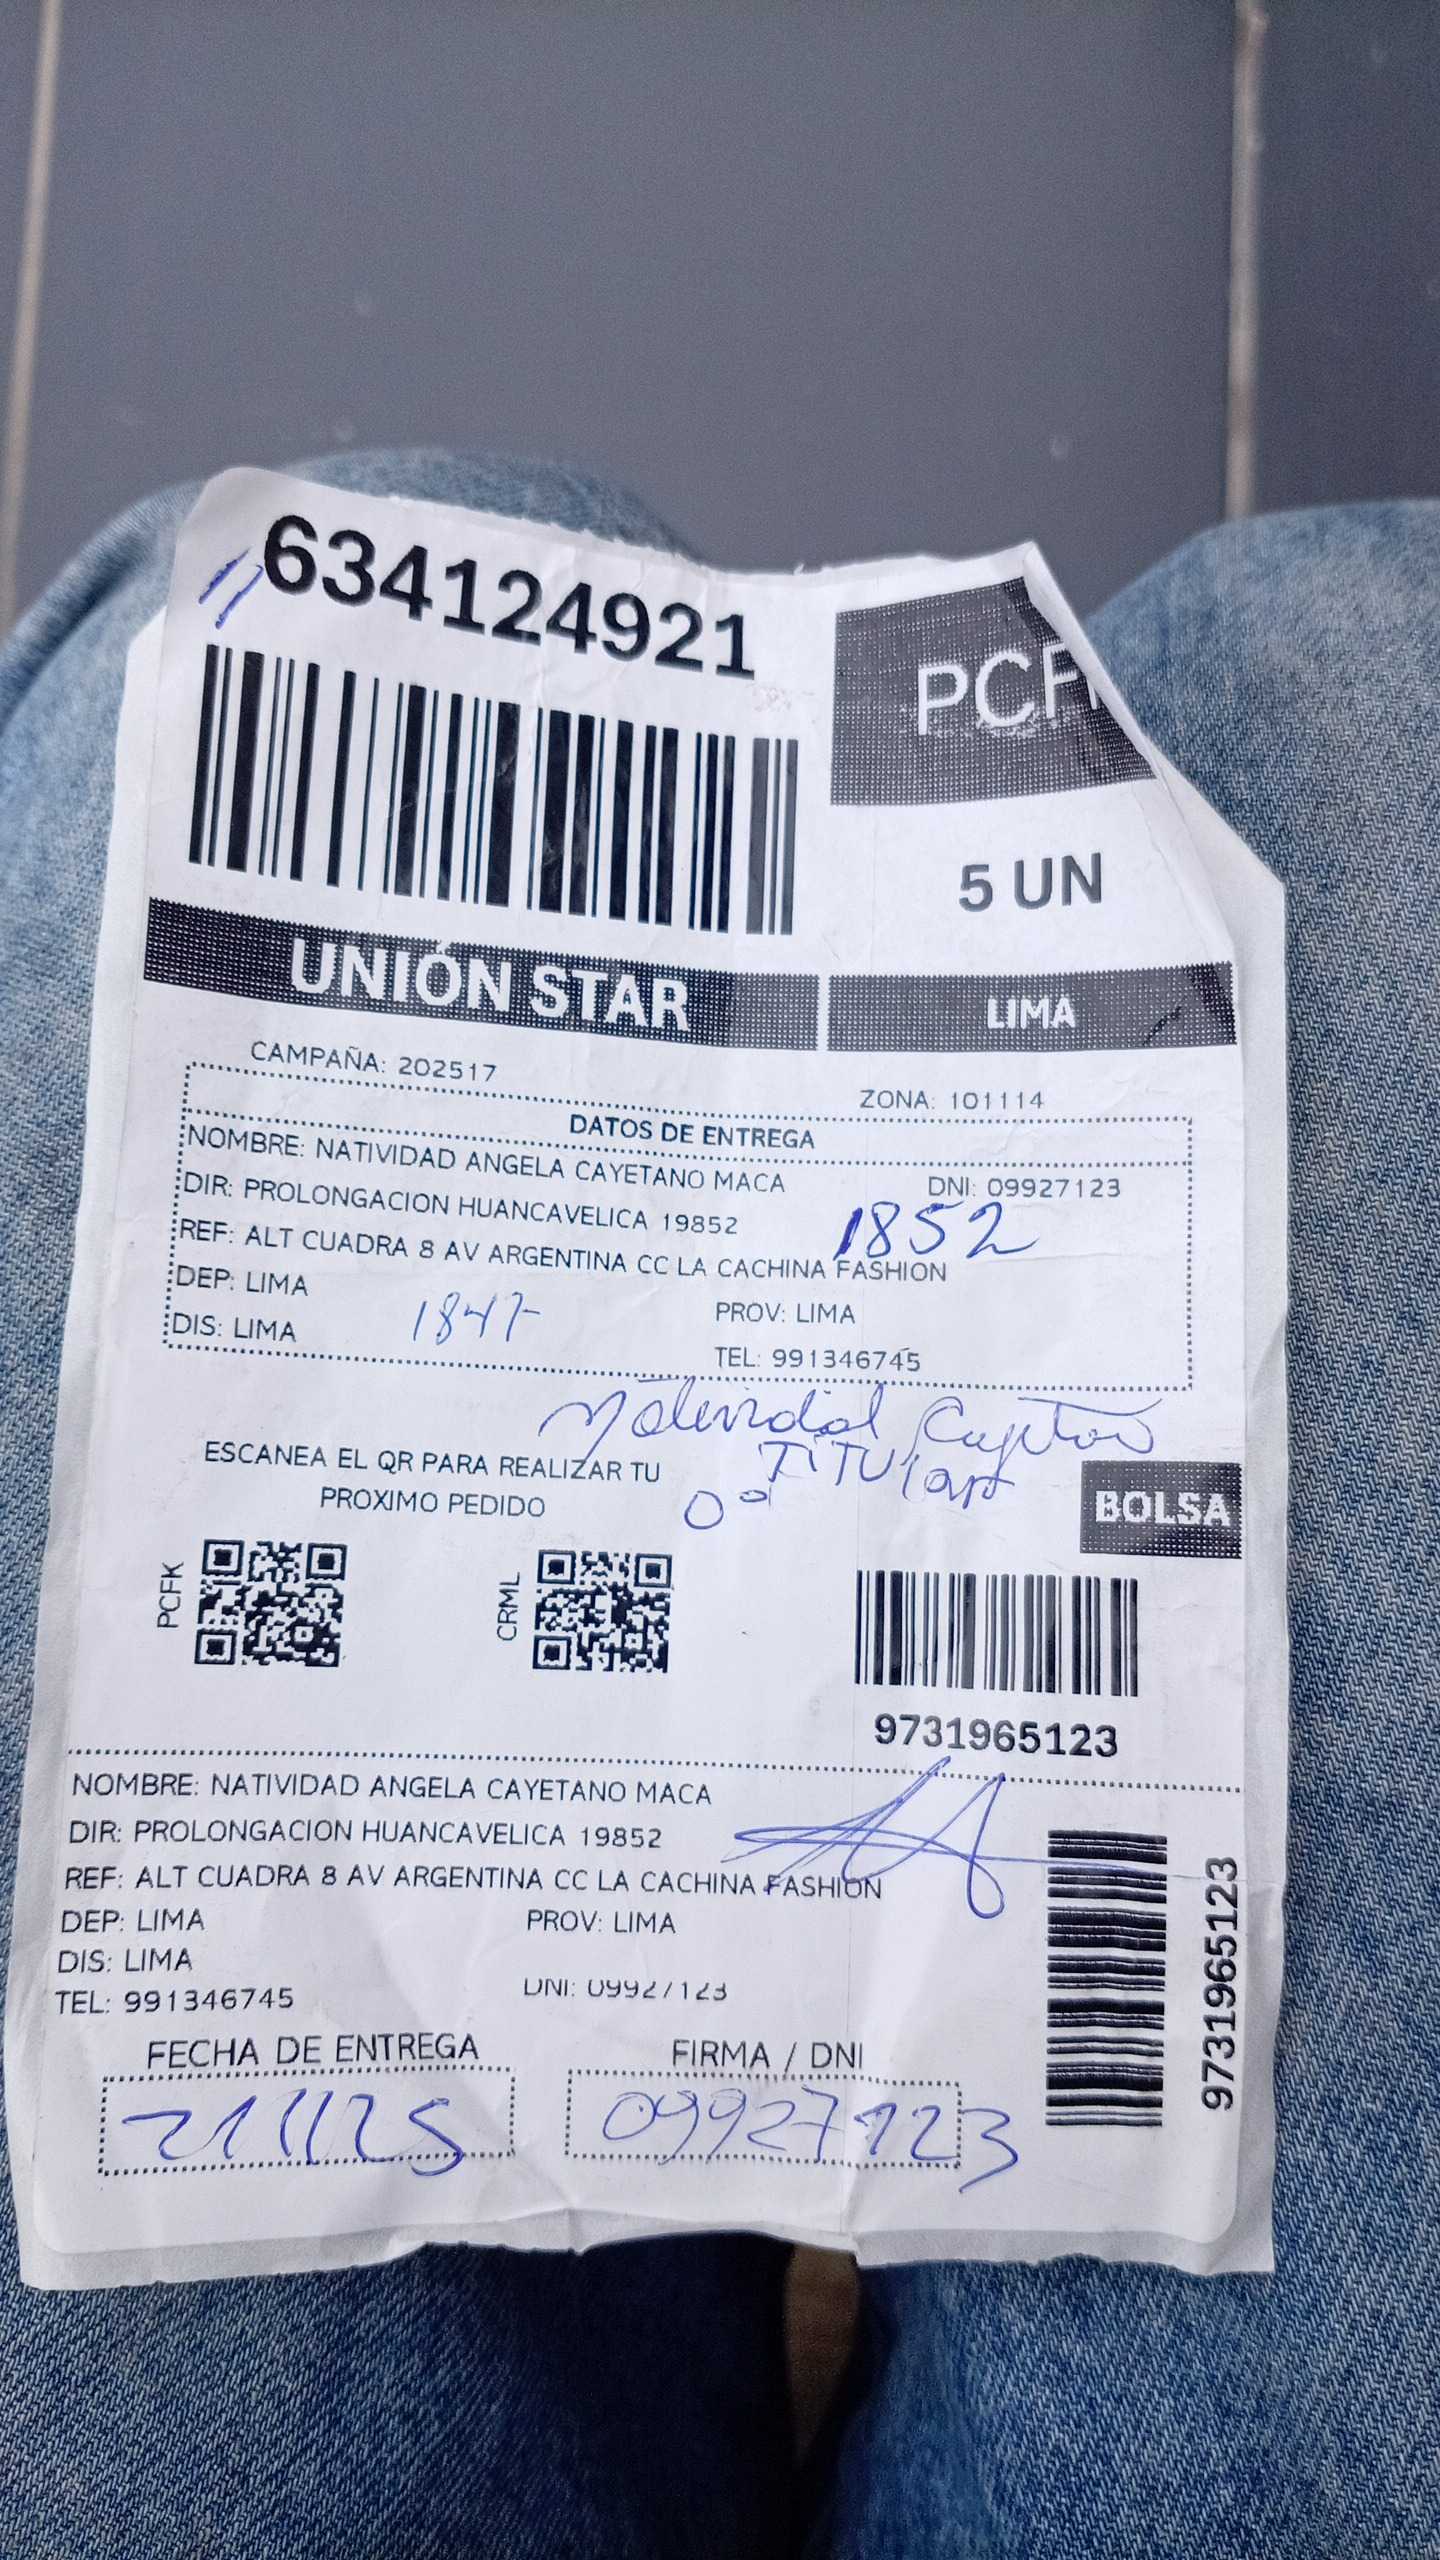 634124921
PCF
5 UN
UNIÓN STAR
LIMA
CAMPAÑA: 202517
ZONA: 101114
DATOS DE ENTREGA
NOMBRE: NATIVIDAD ANGELA CAYETANO MACA
DNI: 09927123
DIR: PROLONGACION HUANCAVELICA 19852
1852
REF: ALT CUADRA 8 AV ARGENTINA CC LA CACHINA FASHION
DEP: LIMA
PROV: LIMA
DIS: LIMA
1847
TEL: 991346745
TITULar
ESCANEA EL QR PARA REALIZAR TU
PROXIMO PEDIDO
BOLSA
PCFK
CRML
9731965123
NOMBRE: NATIVIDAD ANGELA CAYETANO MACA
DIR: PROLONGACION HUANCAVELICA 19852
REF: ALT CUADRA 8 AV ARGENTINA CC LA CACHINA FASHION
DEP: LIMA
PROV: LIMA
DIS: LIMA
DNI: 09927123
TEL: 991346745
9731965123
FECHA DE ENTREGA
FIRMA / DNI
211125
09927123